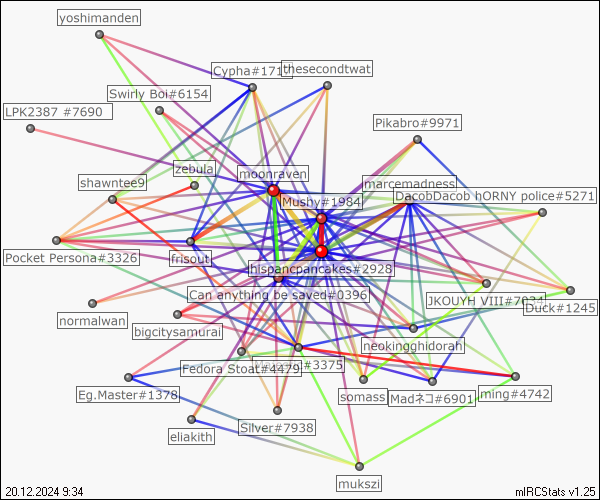 yoshimanden
Cypha#171
thesecondtwat
Swirly Boi#6154
LPK2387 #7690
Pikabro#9971
zebula
moonraven
shawntee9
marcemadness
Mushy#1984
DacobDacob hORNY police#5271
Pocket Persona#3326
frisout
hispancpancakes#2928
Can anything be saved#0396
JKOUYH VIII#7034
Duck#1245
normalwan
bigcitysamurai
neokingghidorah
#3375
Fedora Stoat#4479
Eg.Master#1378
somass
Madネコ#6901
ming#4742
eliakith
Silver#7938
mukszi
20.12.2024 9:34
mIRCStats v1.25